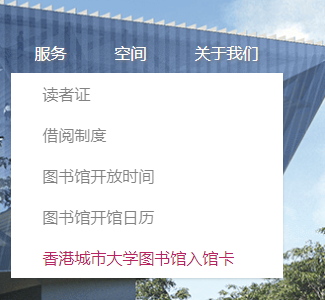 服务 空间 关于我们
读者证
借阅制度
图书馆开放时间
图书馆开馆日历
香港城市大学图书馆入馆卡